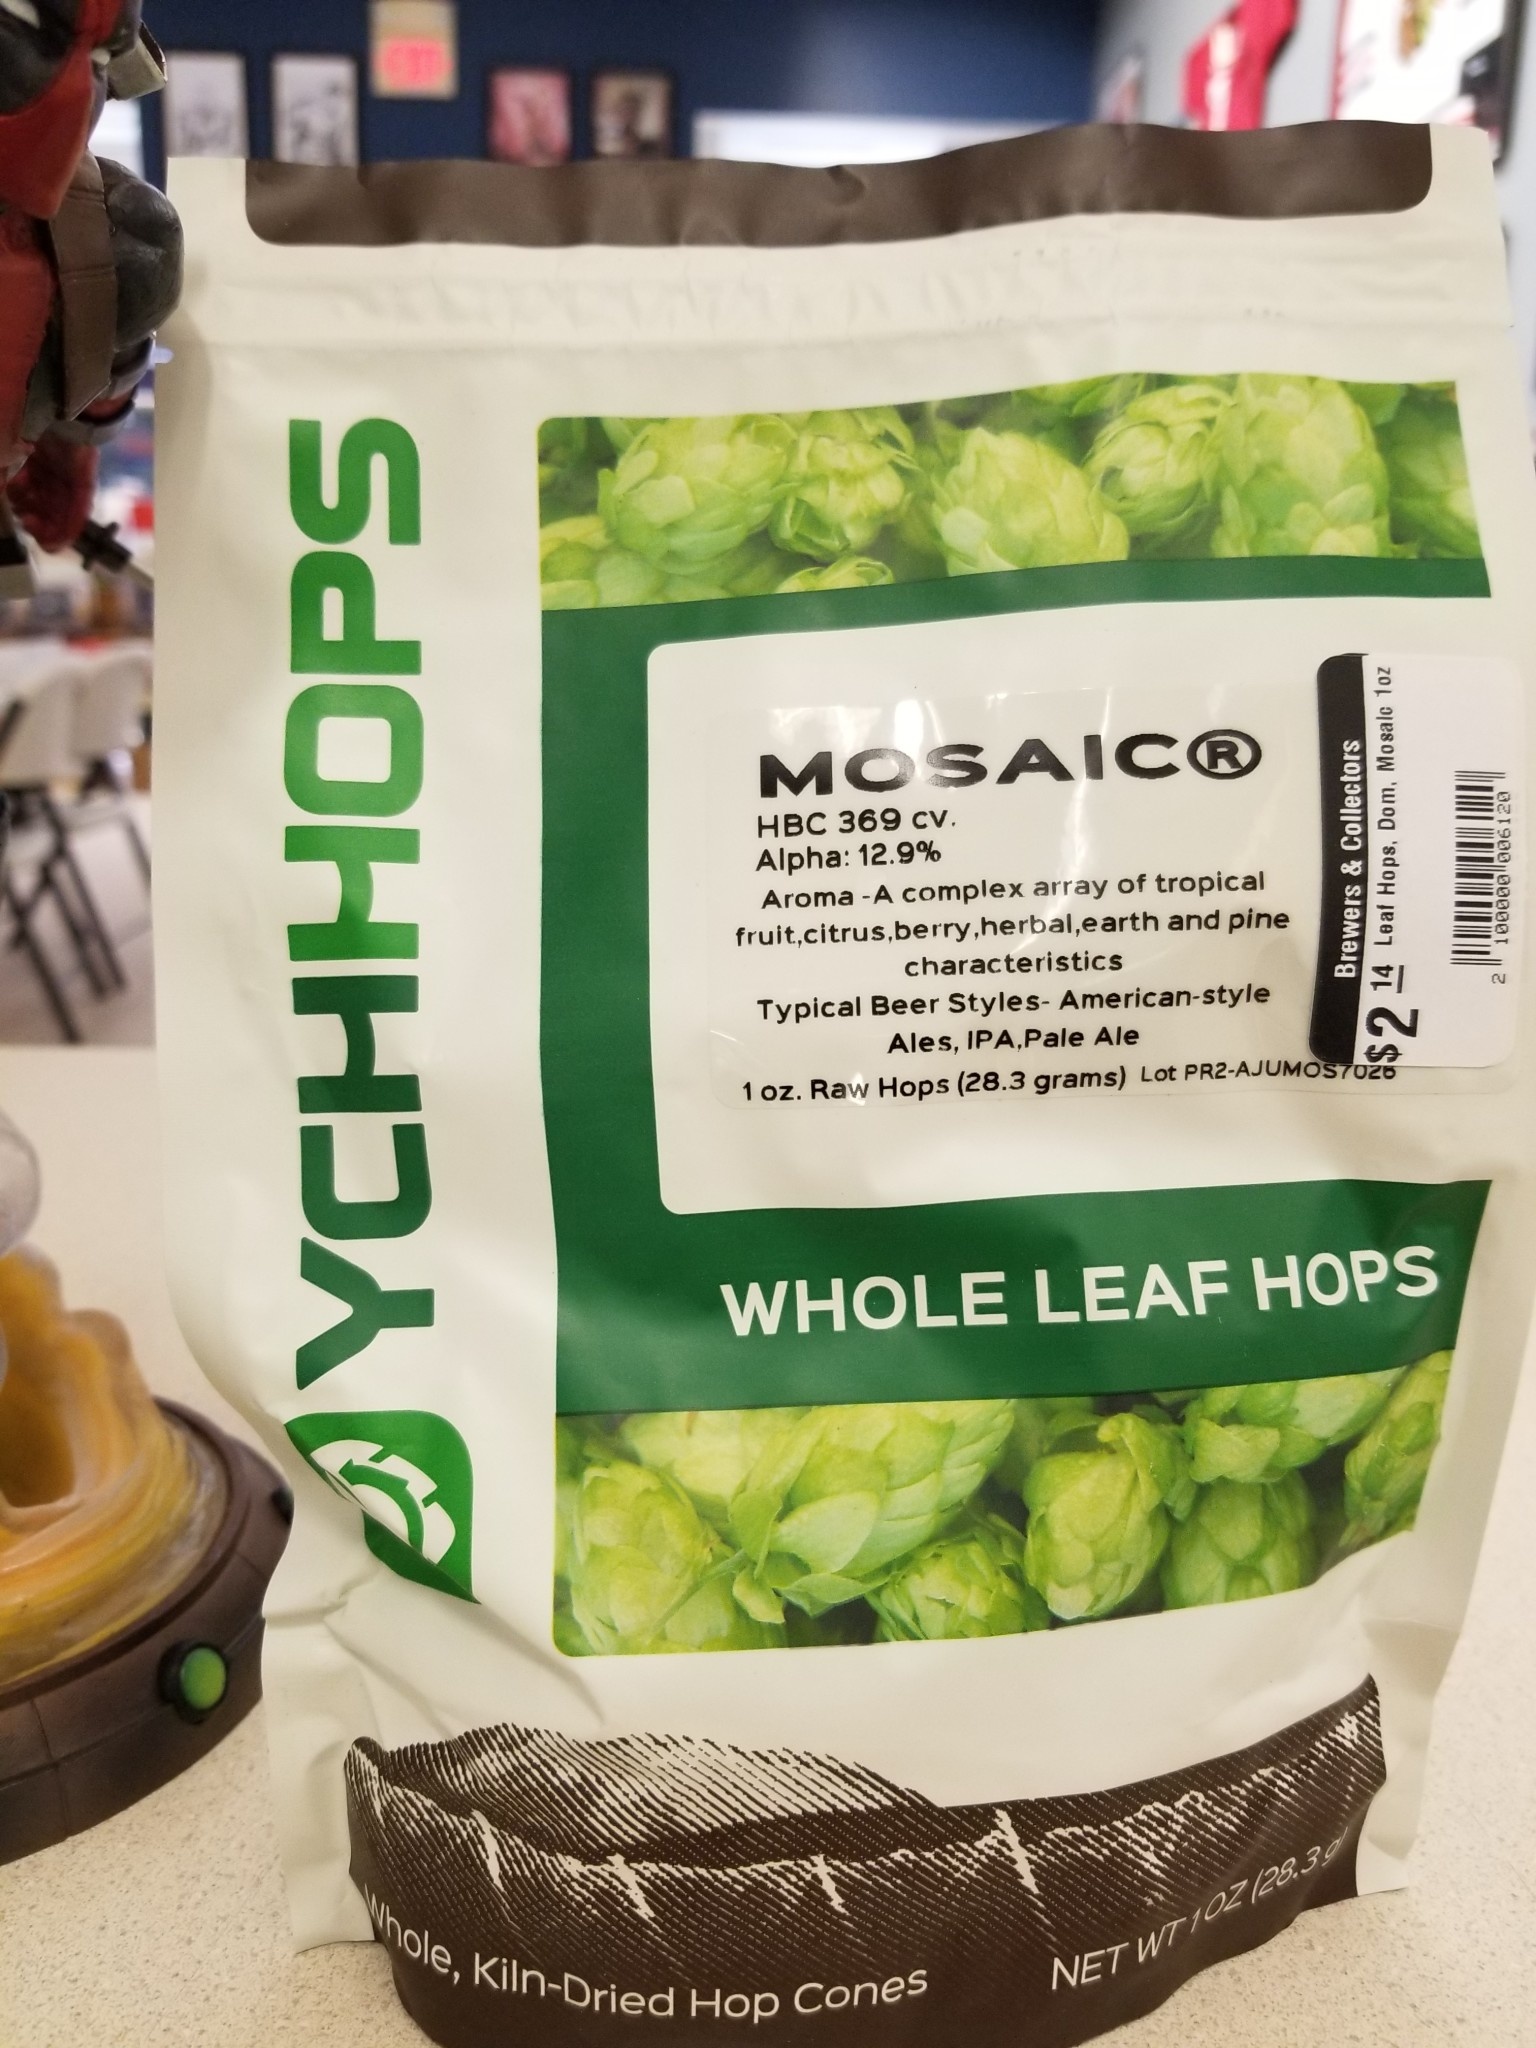 YCHHOPS
MOSAIC®
HBC 369 cv.
Alpha: 12.9%
Aroma -A complex array of tropical
fruit,citrus,berry,herbal,earth and pine
characteristics
Typical Beer Styles- American-style
Ales, IPA,Pale Ale
1 oz. Raw Hops (28.3 grams) Lot PR2-AJUMOS7026
Brewers & Collectors
$2 14 Leaf Hops, Dom, Mosaic 1oz
2 100000 006120
WHOLE LEAF HOPS
Whole, Kiln-Dried Hop Cones
NET WT 1 OZ (28.3 g